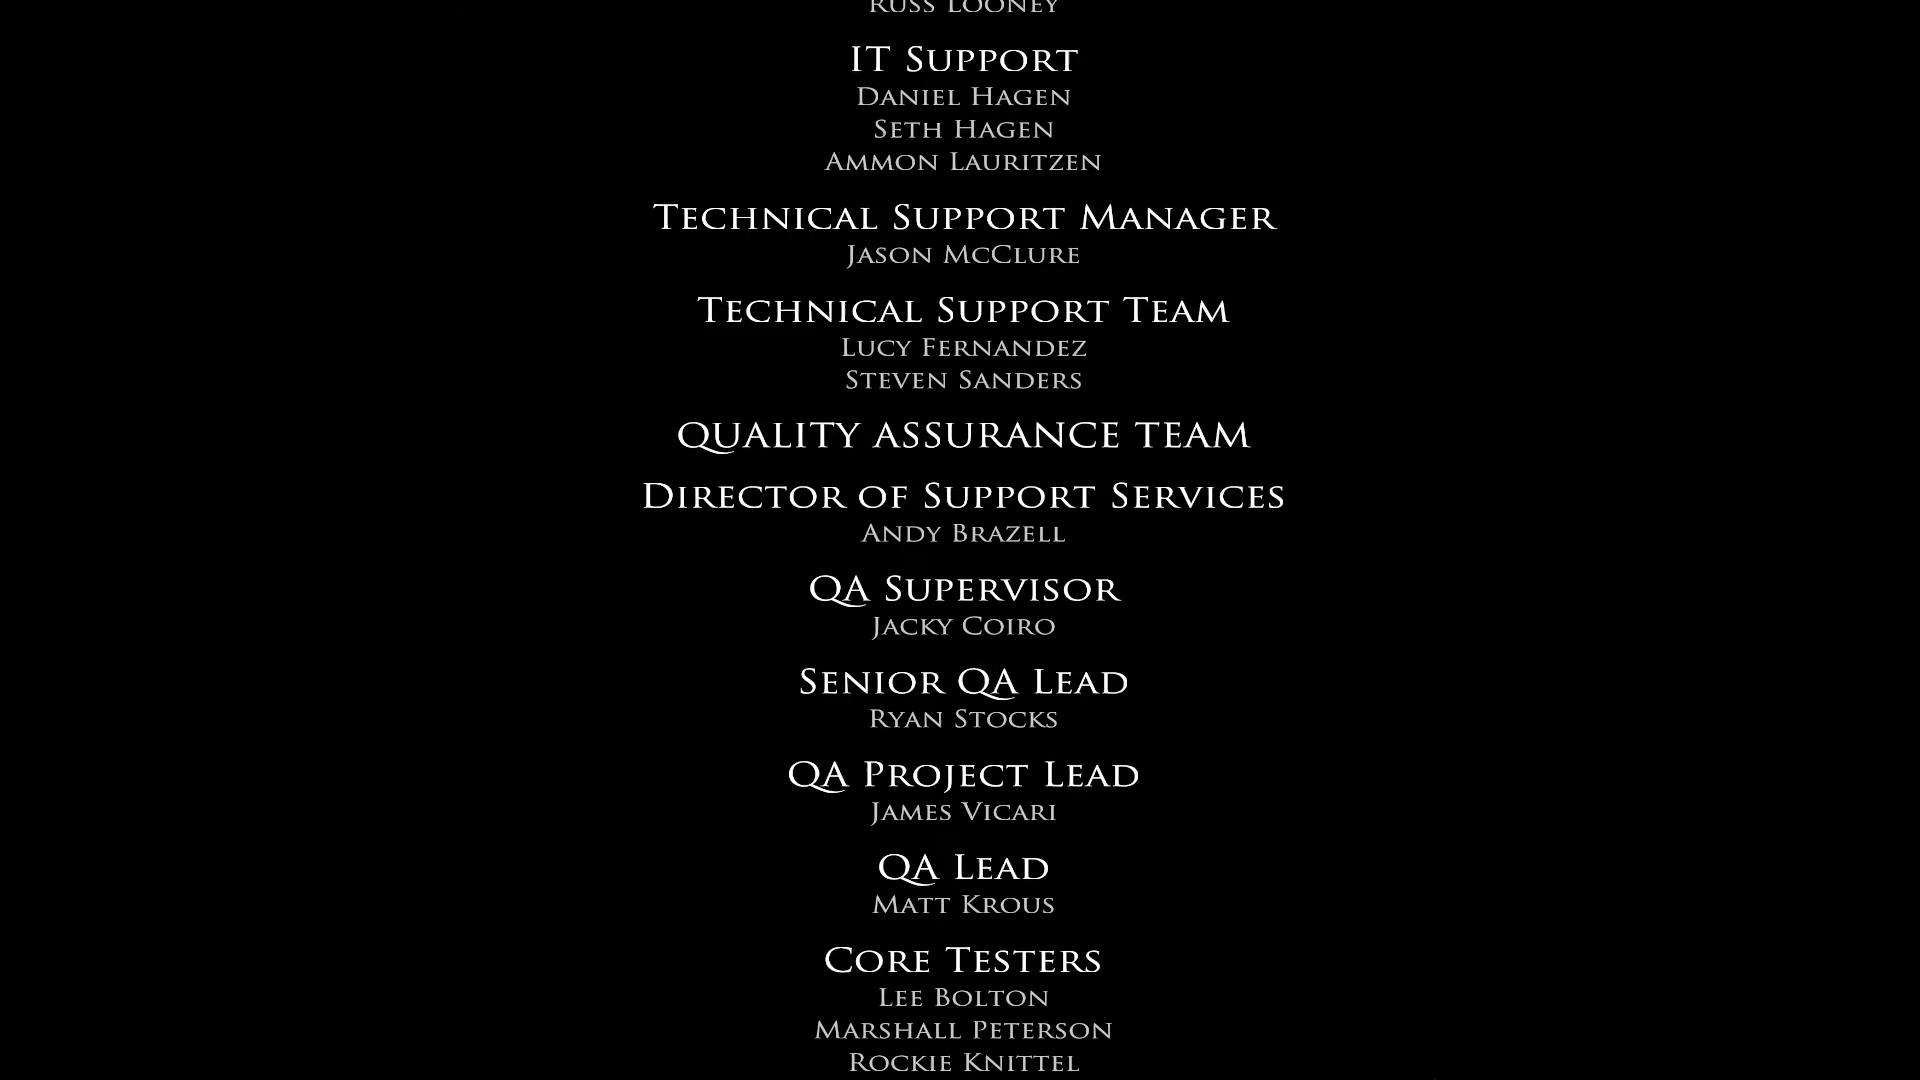 Russ Looney
IT Support
Daniel Hagen
Seth Hagen
Ammon Lauritzen
Technical Support Manager
Jason McClure
Technical Support Team
Lucy Fernandez
Steven Sanders
QUALITY ASSURANCE TEAM
Director of Support Services
Andy Brazell
QA Supervisor
Jacky Coiro
Senior QA Lead
Ryan Stocks
QA Project Lead
James Vicari
QA Lead
Matt Krous
Core Testers
Lee Bolton
Marshall Peterson
Rockie Knittel